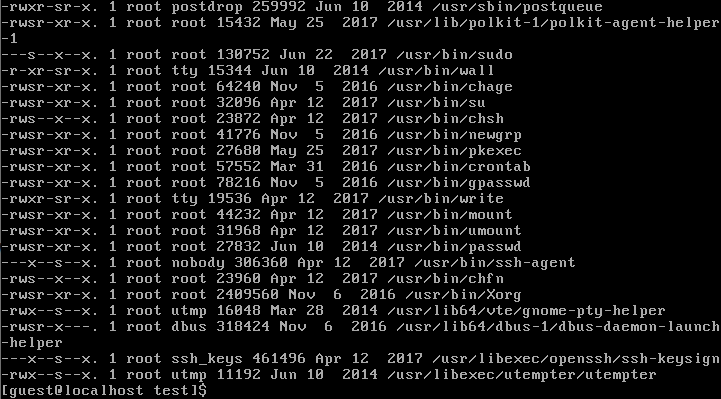 -rwxr-sr-x. 1 root postdrop 259992 Jun 10  2014 /usr/sbin/postqueue
-rwsr-xr-x. 1 root root 15432 May 25  2017 /usr/lib/polkit-1/polkit-agent-helper
-1
---s--x--x. 1 root root 130752 Jun 22  2017 /usr/bin/sudo
-r-xr-sr-x. 1 root tty 15344 Jun 10  2014 /usr/bin/wall
-rwsr-xr-x. 1 root root 64240 Nov  5  2016 /usr/bin/chage
-rwsr-xr-x. 1 root root 32096 Apr 12  2017 /usr/bin/su
-rws--x--x. 1 root root 23872 Apr 12  2017 /usr/bin/chsh
-rwsr-xr-x. 1 root root 41776 Nov  5  2016 /usr/bin/newgrp
-rwsr-xr-x. 1 root root 27680 May 25  2017 /usr/bin/pkexec
-rwsr-xr-x. 1 root root 57552 Mar 31  2016 /usr/bin/crontab
-rwsr-xr-x. 1 root root 78216 Nov  5  2016 /usr/bin/gpasswd
-rwxr-sr-x. 1 root tty 19536 Apr 12  2017 /usr/bin/write
-rwsr-xr-x. 1 root root 44232 Apr 12  2017 /usr/bin/mount
-rwsr-xr-x. 1 root root 31968 Apr 12  2017 /usr/bin/umount
-rwsr-xr-x. 1 root root 27832 Jun 10  2014 /usr/bin/passwd
---x--s--x. 1 root nobody 306360 Apr 12  2017 /usr/bin/ssh-agent
-rws--x--x. 1 root root 23960 Apr 12  2017 /usr/bin/chfn
-rwsr-xr-x. 1 root root 2409560 Nov  6  2016 /usr/bin/Xorg
-rwx--s--x. 1 root utmp 16048 Mar 28  2014 /usr/lib64/vte/gnome-pty-helper
-rwsr-x---. 1 root dbus 318424 Nov  6  2016 /usr/lib64/dbus-1/dbus-daemon-launch
-helper
---x--s--x. 1 root ssh_keys 461496 Apr 12  2017 /usr/libexec/openssh/ssh-keysign
-rwx--s--x. 1 root utmp 11192 Jun 10  2014 /usr/libexec/utempter/utempter
[guest@localhost test]$